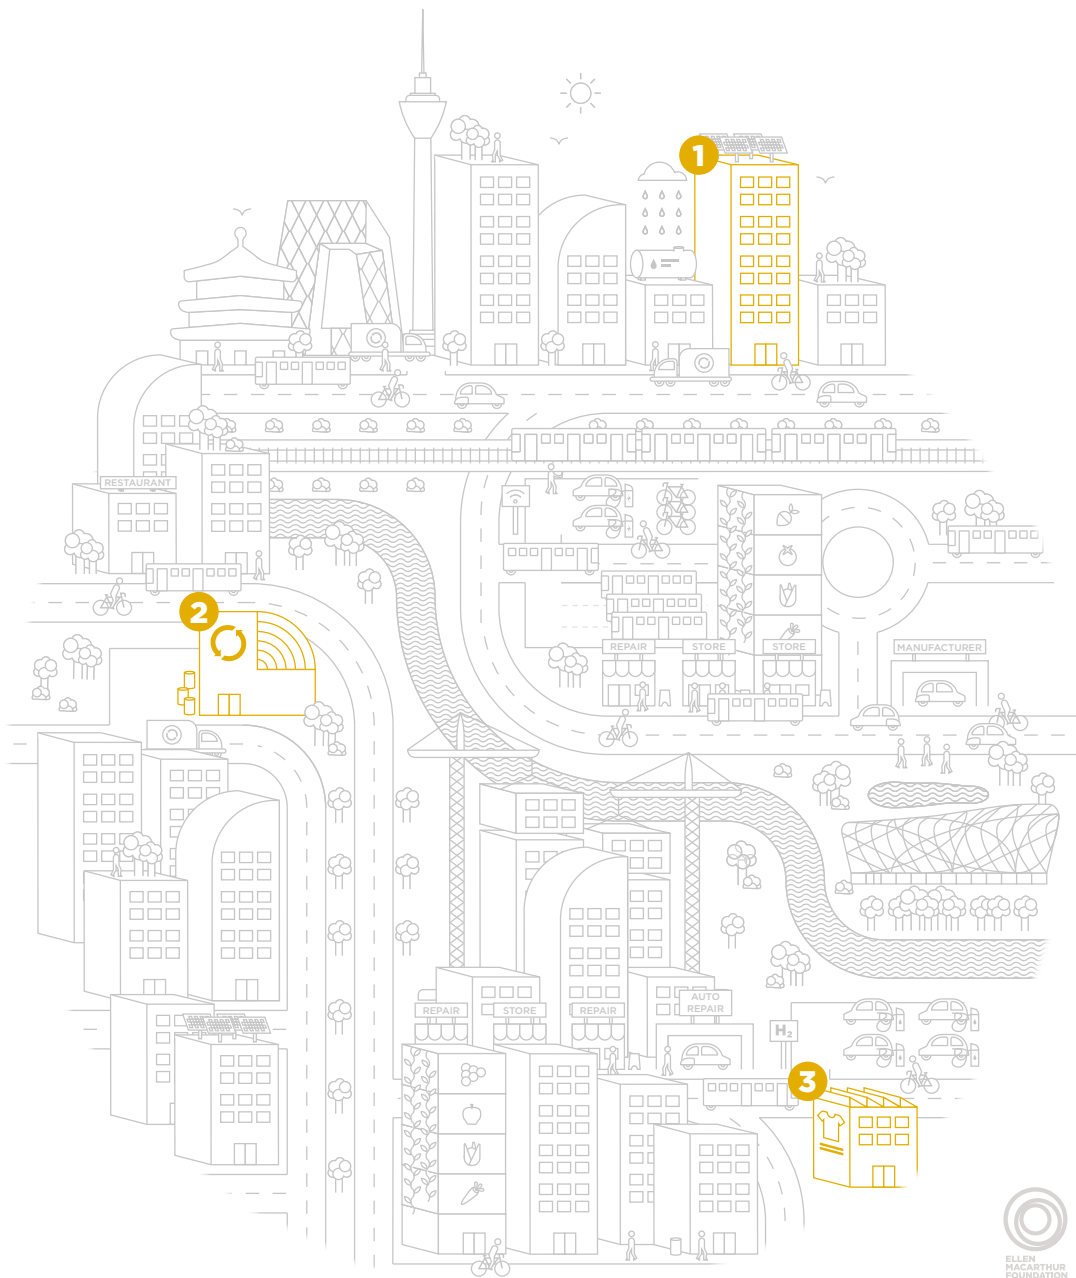 1
RESTAURANT
2
REPAIR
STORE
STORE
MANUFACTURER
AUTO
REPAIR
REPAIR
STORE
REPAIR
H2
3
ELLEN
MACARTHUR
FOUNDATION